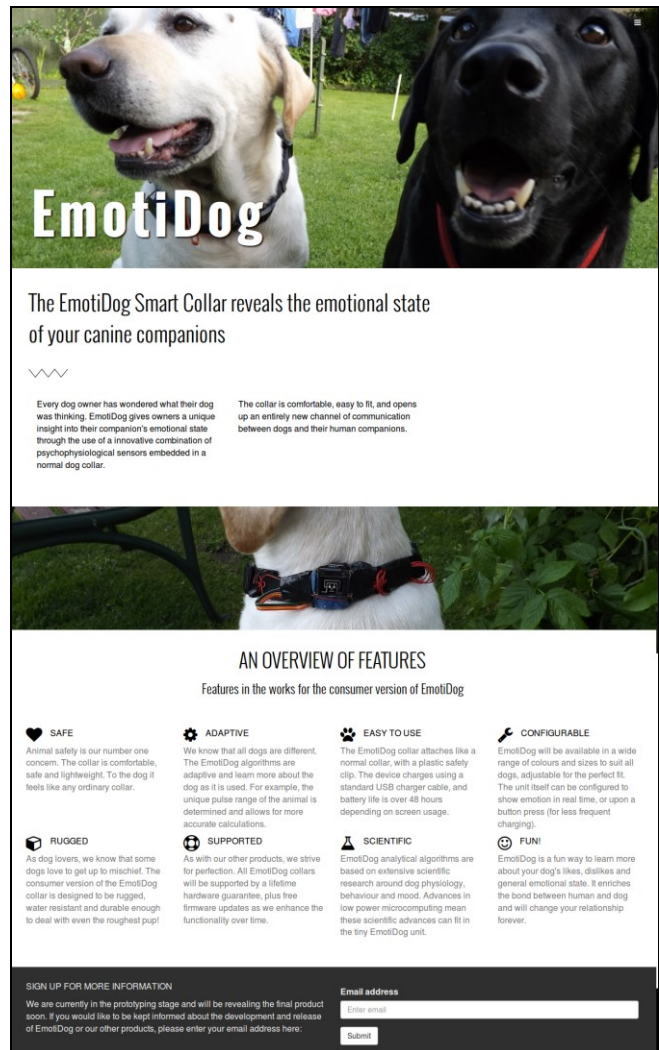 EmotiDog
The EmotiDog Smart Collar reveals the emotional state
of your canine companions
Every dog owner has wondered what their dog
was thinking. EmotiDog gives owners a unique
insight into their companion's emotional state
through the use of a innovative combination of
psychophysiological sensors embedded in a
normal dog collar.
The collar is comfortable, easy to fit, and opens
up an entirely new channel of communication
between dogs and their human companions.
AN OVERVIEW OF FEATURES
Features in the works for the consumer version of EmotiDog
SAFE
Animal safety is our number one
concern. The collar is comfortable,
safe and lightweight. To the dog it
feels like any ordinary collar.
ADAPTIVE
We know that all dogs are different.
The EmotiDog algorithms are
adaptive and learn more about the
dog as it is used. For example, the
unique pulse range of the animal is
determined and allows for more
accurate calculations.
EASY TO USE
The EmotiDog collar attaches like a
normal collar, with a plastic safety
clip. The device charges using a
standard USB charger cable, and
battery life is over 48 hours
depending on screen usage.
CONFIGURABLE
EmotiDog will be available in a wide
range of colours and sizes to suit all
dogs, adjustable for the perfect fit.
The unit itself can be configured to
show emotion in real time, or upon a
button press (for less frequent
charging).
RUGGED
As dog lovers, we know that some
dogs love to get up to mischief. The
consumer version of the EmotiDog
collar is designed to be rugged,
water resistant and durable enough
to deal with even the roughest pup!
SUPPORTED
As with our other products, we strive
for perfection. All EmotiDog collars
will be supported by a lifetime
hardware guarantee, plus free
firmware updates as we enhance the
functionality over time.
SCIENTIFIC
EmotiDog analytical algorithms are
based on extensive scientific
research around dog physiology,
behaviour and mood. Advances in
low power microcomputing mean
these scientific advances can fit in
the tiny EmotiDog unit.
FUN!
EmotiDog is a fun way to learn more
about your dog's likes, dislikes and
general emotional state. It enriches
the bond between human and dog
and will change your relationship
forever.
SIGN UP FOR MORE INFORMATION
We are currently in the prototyping stage and will be revealing the final product
soon. If you would like to be kept informed about the development and release
of EmotiDog or our other products, please enter your email address here:
Email address
Enter email
Submit